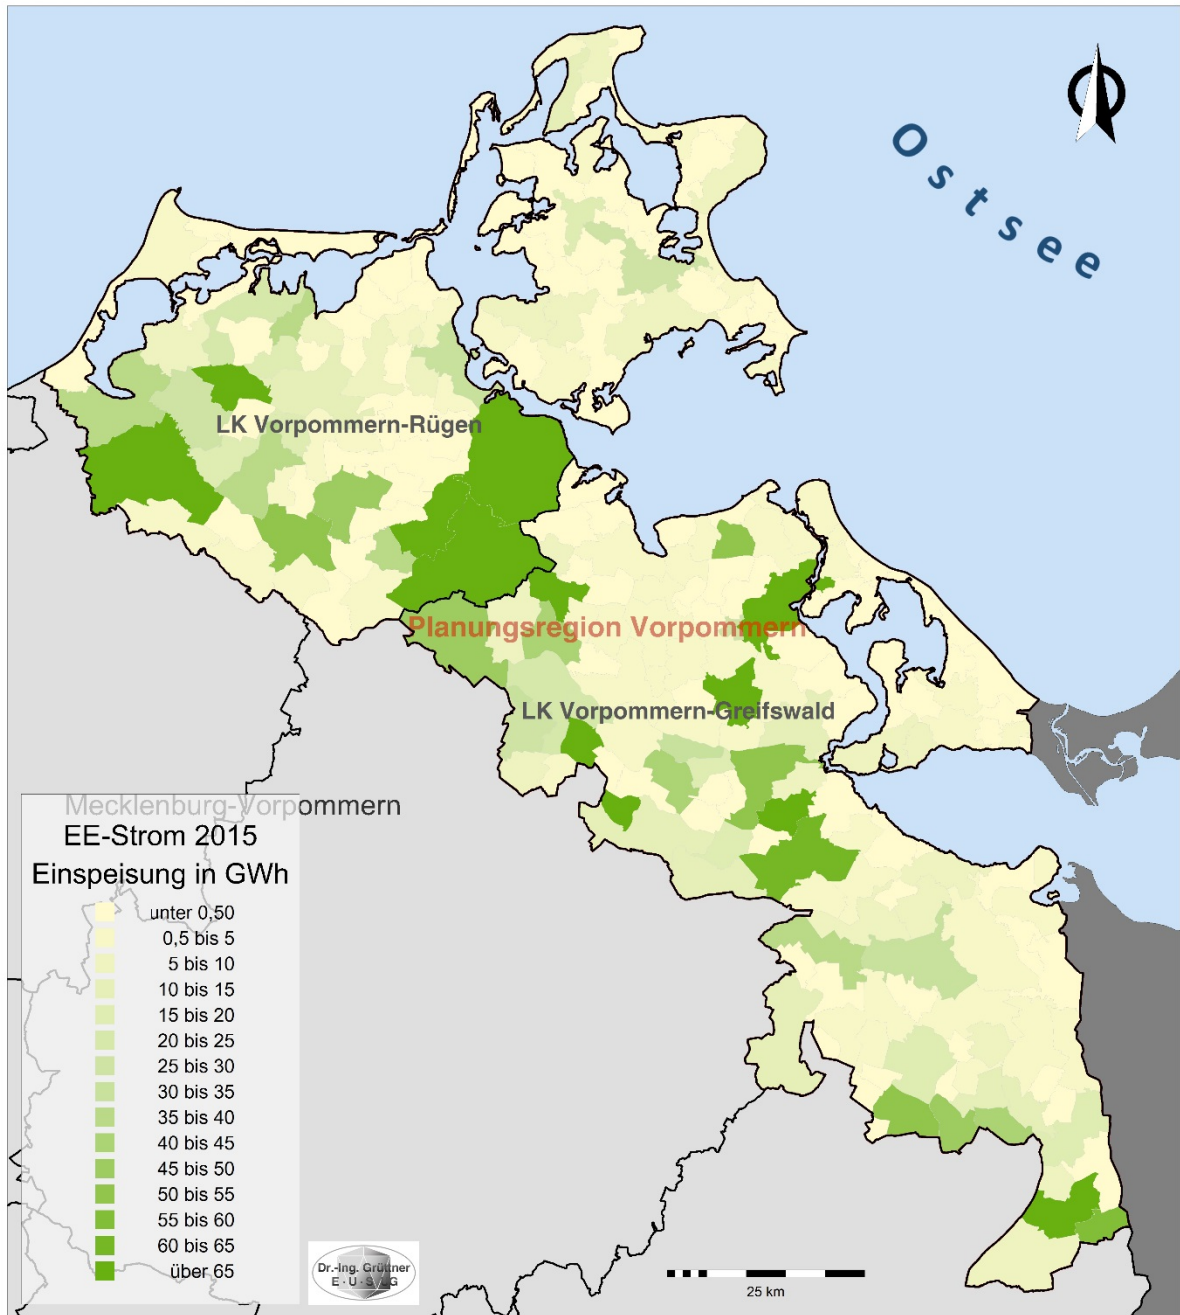 Ostsee
LK Vorpommern-Rügen
Planungsregion Vorpommern
LK Vorpommern-Greifswald
Mecklenburg-Vorpommern
EE-Strom 2015
Einspeisung in GWh
unter 0,50
0,5 bis 5
5 bis 10
10 bis 15
15 bis 20
20 bis 25
25 bis 30
30 bis 35
35 bis 40
40 bis 45
45 bis 50
50 bis 55
55 bis 60
60 bis 65
über 65
Dr.-Ing. Grüttner
25 km